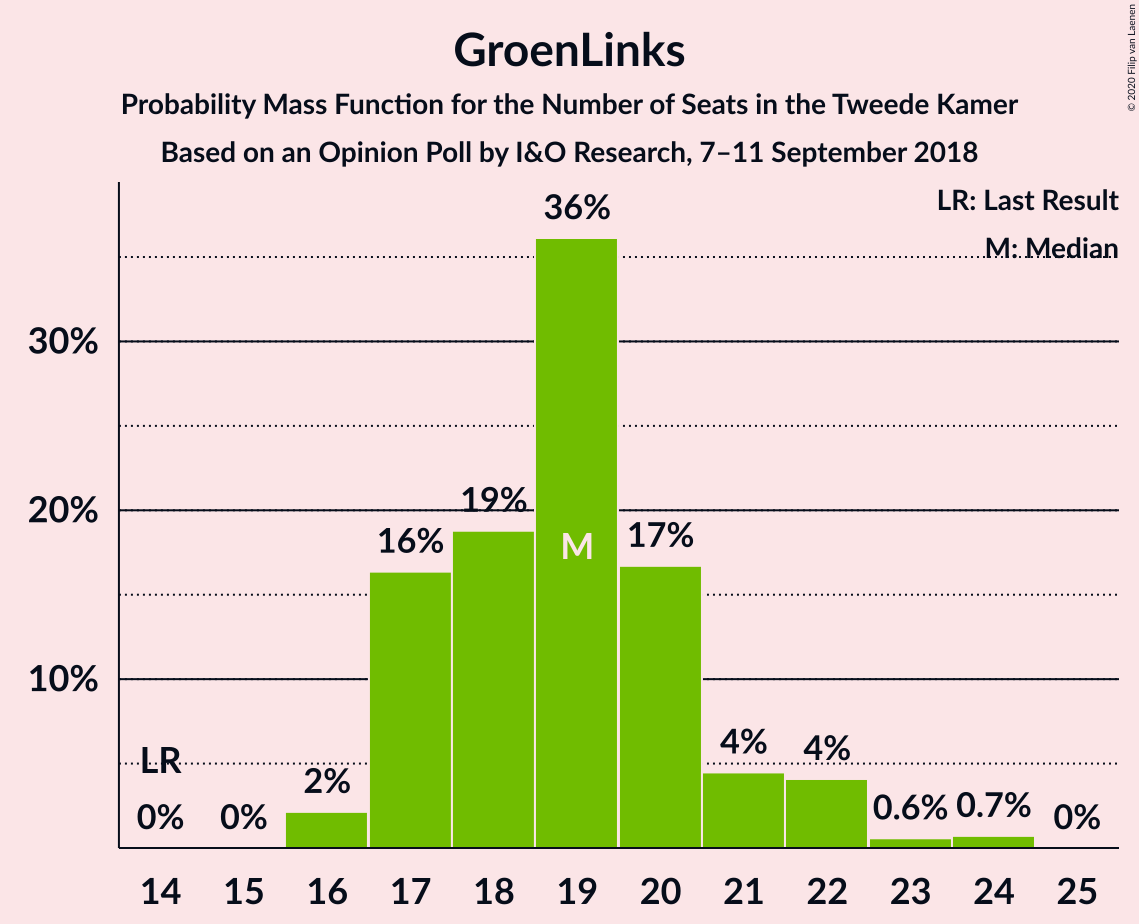 GroenLinks
Probability Mass Function for the Number of Seats in the Tweede Kamer
Based on an Opinion Poll by I&O Research, 7–11 September 2018
© 2020 Filip van Laenen
LR: Last Result
M: Median
36%
30%
20%
10%
19%
16%
M
17%
LR
0%
0%
2%
4%
4%
0.6%
0.7%
0%
14 15 16 17 18 19 20 21 22 23 24 25